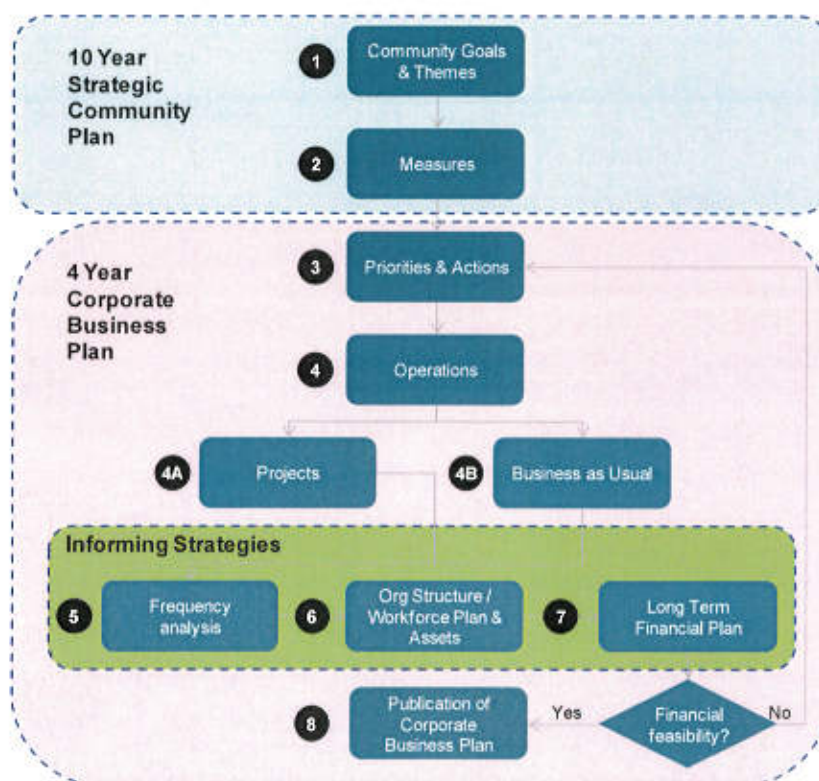 10 Year
Strategic
Community
Plan
1
Community Goals
& Themes
2
Measures
4 Year
Corporate
Business
Plan
3
Priorities & Actions
4
Operations
4A
Projects
4B
Business as Usual
Informing Strategies
5
Frequency
analysis
6
Org Structure /
Workforce Plan &
Assets
7
Long Term
Financial Plan
8
Publication of
Corporate
Business Plan
Yes
Financial
feasibility?
No